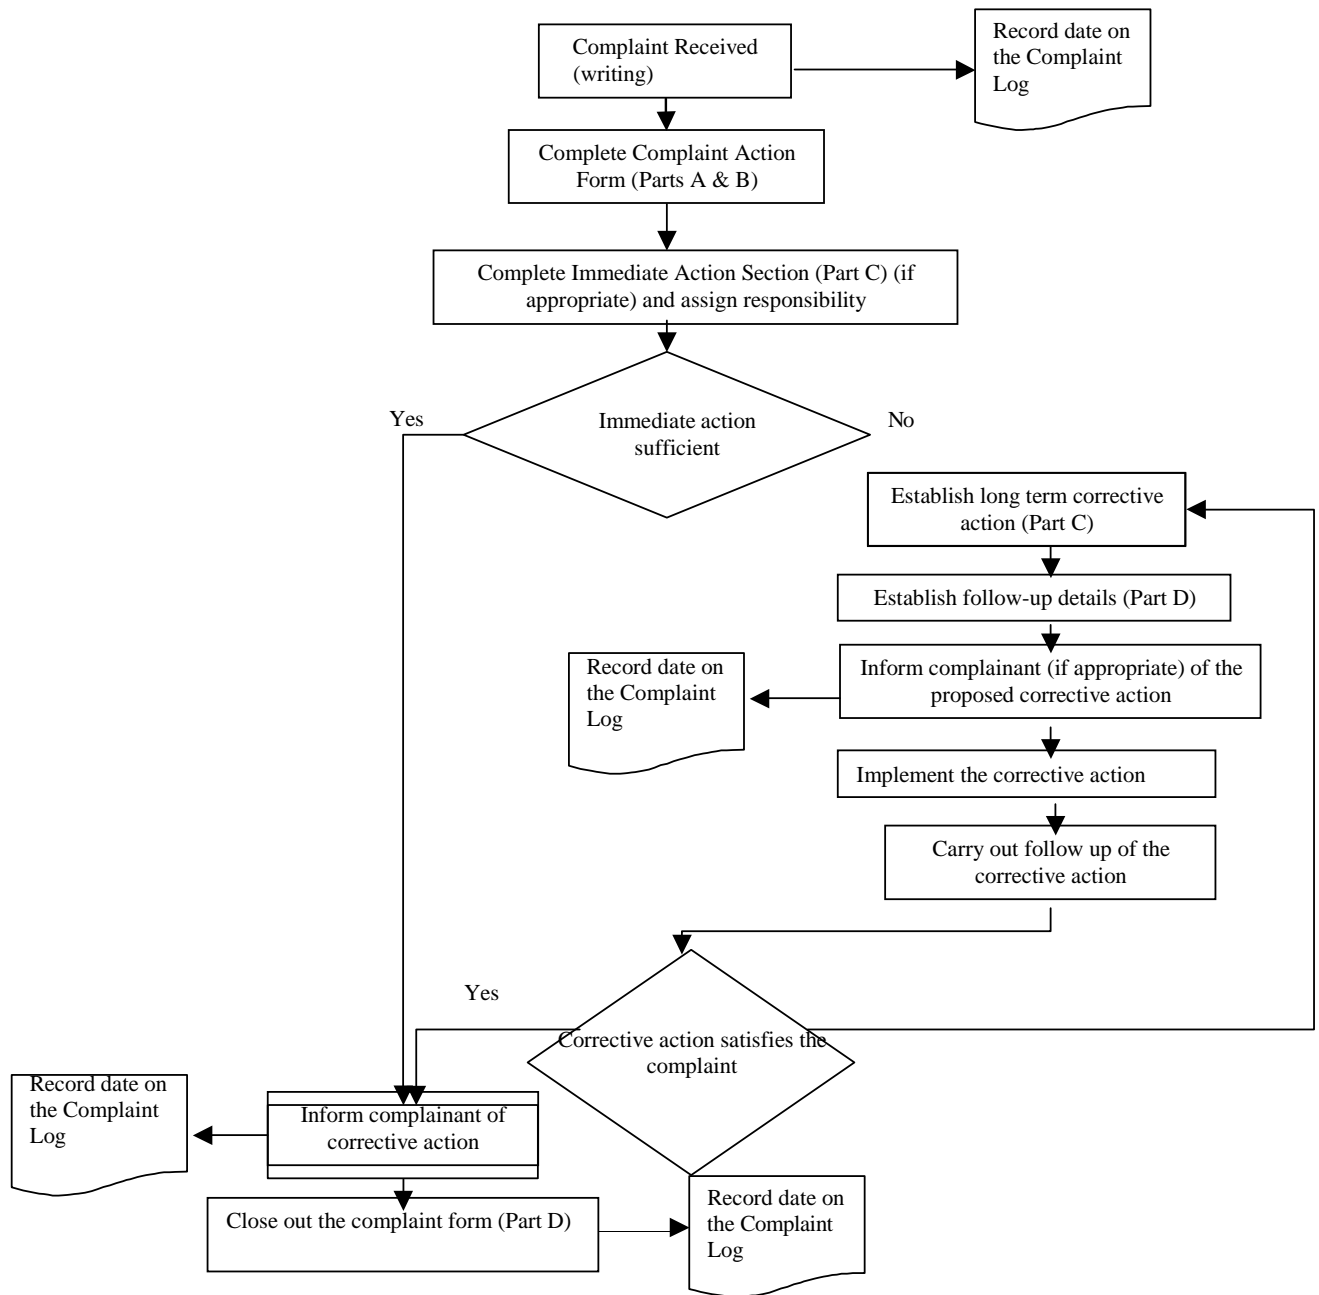 Complaint Received
(writing)
Record date on
the Complaint
Log
Complete Complaint Action
Form (Parts A & B)
Complete Immediate Action Section (Part C) (if
appropriate) and assign responsibility
Yes
Immediate action
sufficient
No
Establish long term corrective
action (Part C)
Establish follow-up details (Part D)
Record date on
the Complaint
Log
Inform complainant (if appropriate) of the
proposed corrective action
Implement the corrective action
Carry out follow up of the
corrective action
Yes
Corrective action satisfies the
complaint
Record date on
the Complaint
Log
Inform complainant of
corrective action
Close out the complaint form (Part D)
Record date on
the Complaint
Log